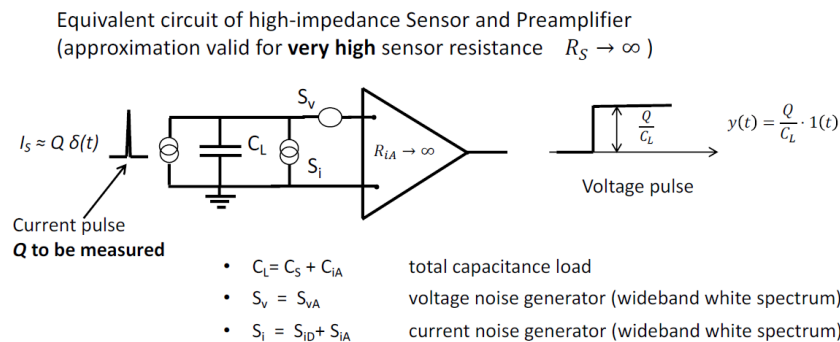 Equivalent circuit of high-impedance Sensor and Preamplifier
(approximation valid for very high sensor resistance R_S → ∞ )
S_v
I_S ≈ Q δ(t)
C_L
R_iA → ∞
S_i
Q/C_L
y(t) = Q/C_L · 1(t)
Voltage pulse
Current pulse
Q to be measured
• C_L= C_S + C_iA total capacitance load
• S_v = S_vA voltage noise generator (wideband white spectrum)
• S_i = S_iD+ S_iA current noise generator (wideband white spectrum)